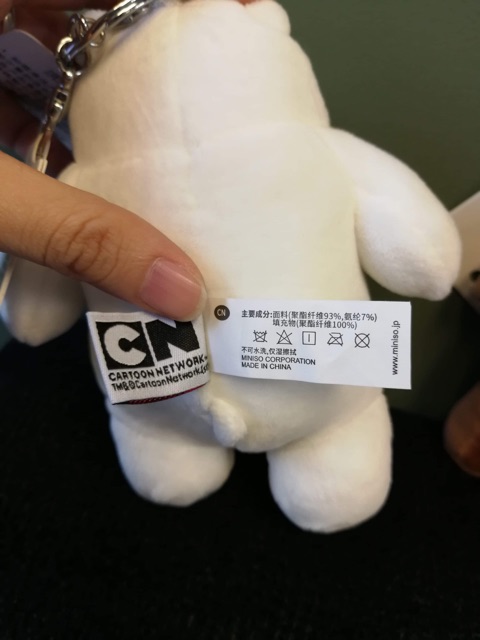 CN
CARTOON NETWORK
TM&©CartoonNetwork.
CN
主要成分:面料(聚酯纤维93%,氨纶7%)
填充物(聚酯纤维100%)
不可水洗,仅湿擦拭
MINISO CORPORATION
MADE IN CHINA
www.miniso.jp